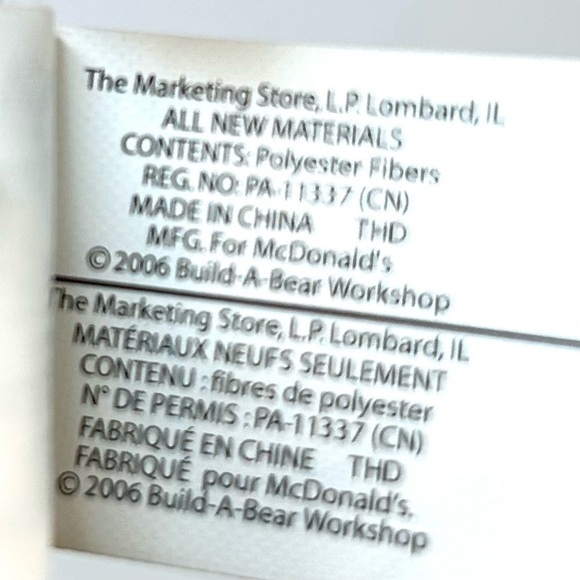 The Marketing Store, L.P. Lombard, IL
ALL NEW MATERIALS
CONTENTS: Polyester Fibers
REG. NO: PA-11337 (CN)
MADE IN CHINA THD
MFG. For McDonald's
© 2006 Build-A-Bear Workshop
The Marketing Store, L.P. Lombard, IL
MATÉRIAUX NEUFS SEULEMENT
CONTENU : fibres de polyester
N° DE PERMIS : PA-11337 (CN)
FABRIQUÉ EN CHINE THD
FABRIQUÉ pour McDonald's.
© 2006 Build-A-Bear Workshop